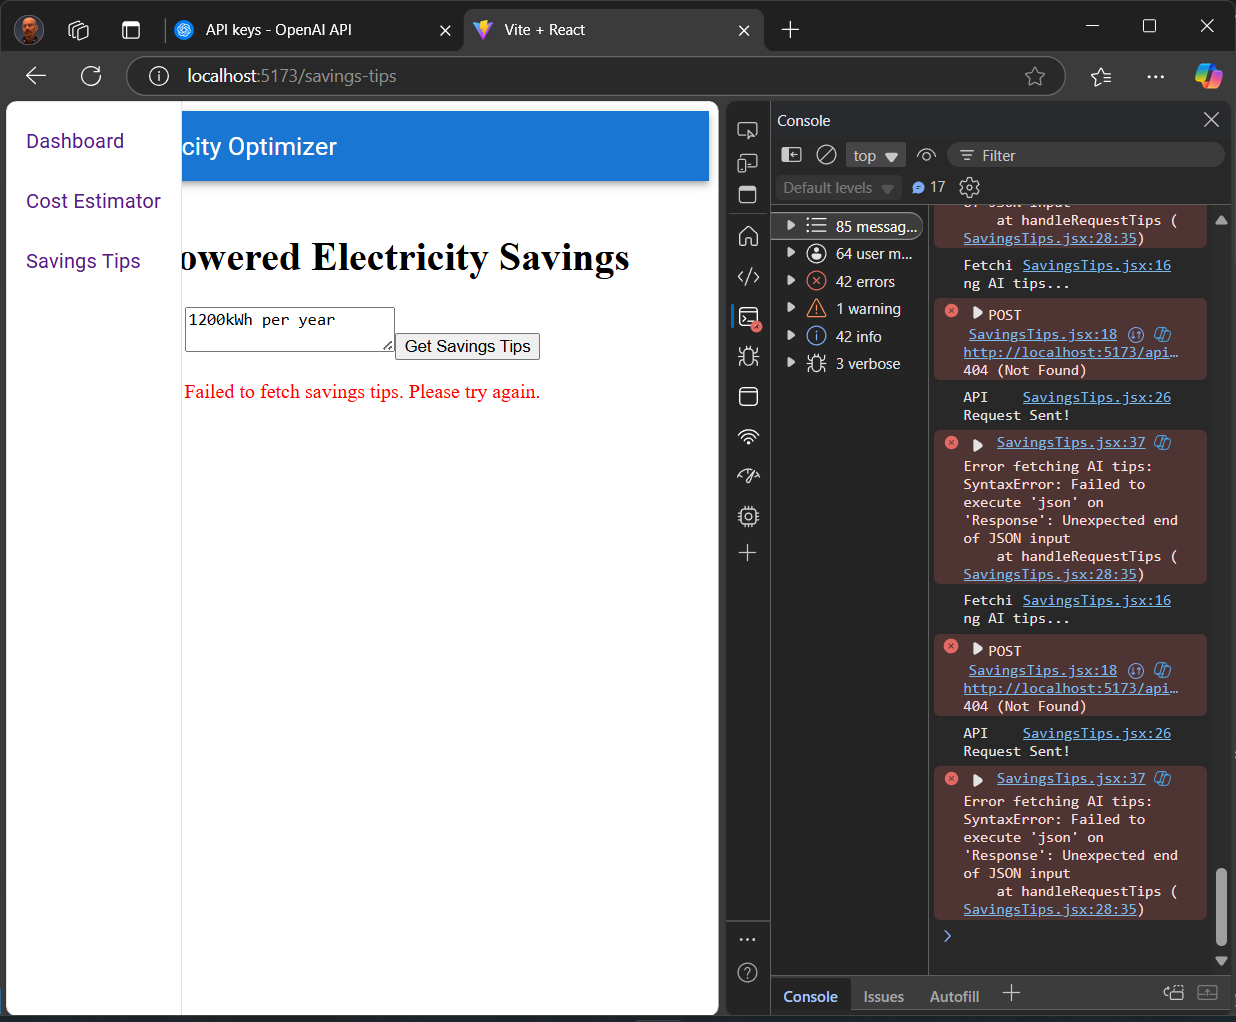 API keys - OpenAI API
Vite + React
localhost:5173/savings-tips
Dashboard
Cost Estimator
Savings Tips
city Optimizer
owered Electricity Savings
1200kWh per year
Get Savings Tips
Failed to fetch savings tips. Please try again.
Console
top
Filter
Default levels
17
85 messag...
64 user m...
42 errors
1 warning
42 info
3 verbose
of JSON input
at handleRequestTips (
SavingsTips.jsx:28:35)
Fetchi SavingsTips.jsx:16
ng AI tips...
POST
SavingsTips.jsx:18
http://localhost:5173/api…
404 (Not Found)
API SavingsTips.jsx:26
Request Sent!
SavingsTips.jsx:37
Error fetching AI tips:
SyntaxError: Failed to
execute 'json' on
'Response': Unexpected end
of JSON input
at handleRequestTips (
SavingsTips.jsx:28:35)
Fetchi SavingsTips.jsx:16
ng AI tips...
POST
SavingsTips.jsx:18
http://localhost:5173/api…
404 (Not Found)
API SavingsTips.jsx:26
Request Sent!
SavingsTips.jsx:37
Error fetching AI tips:
SyntaxError: Failed to
execute 'json' on
'Response': Unexpected end
of JSON input
at handleRequestTips (
SavingsTips.jsx:28:35)
Console
Issues
Autofill